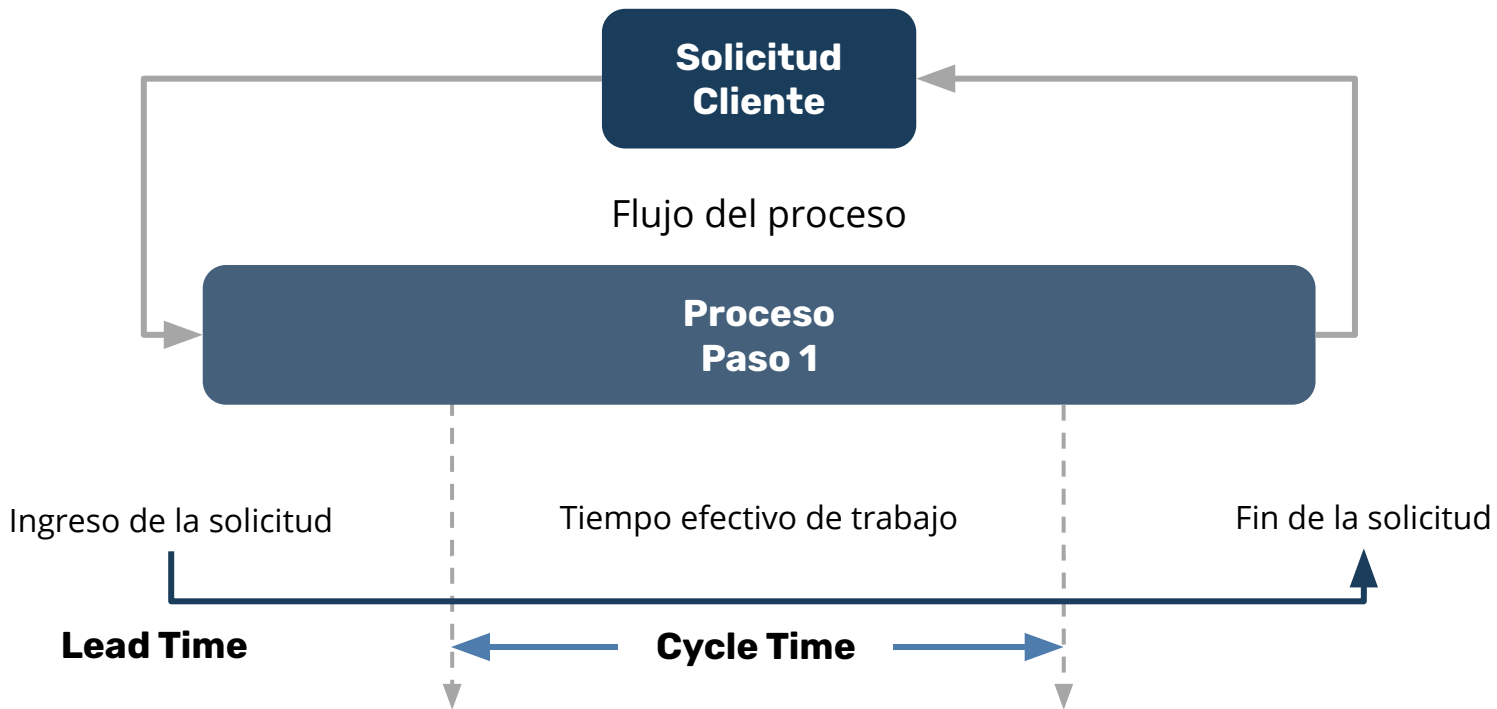 Solicitud
Cliente
Flujo del proceso
Proceso
Paso 1
Ingreso de la solicitud
Tiempo efectivo de trabajo
Fin de la solicitud
Lead Time
Cycle Time